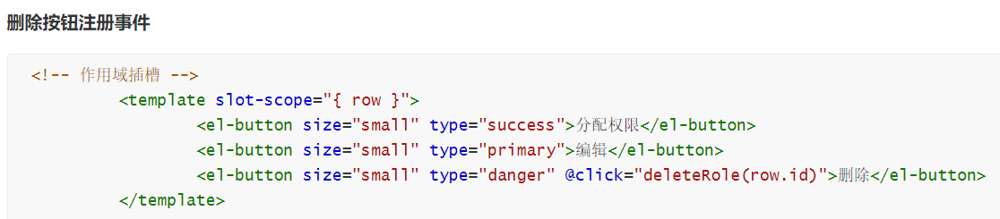 删除按钮注册事件
<!-- 作用域插槽 -->
<template slot-scope="{ row }">
<el-button size="small" type="success">分配权限</el-button>
<el-button size="small" type="primary">编辑</el-button>
<el-button size="small" type="danger" @click="deleteRole(row.id)">删除</el-button>
</template>